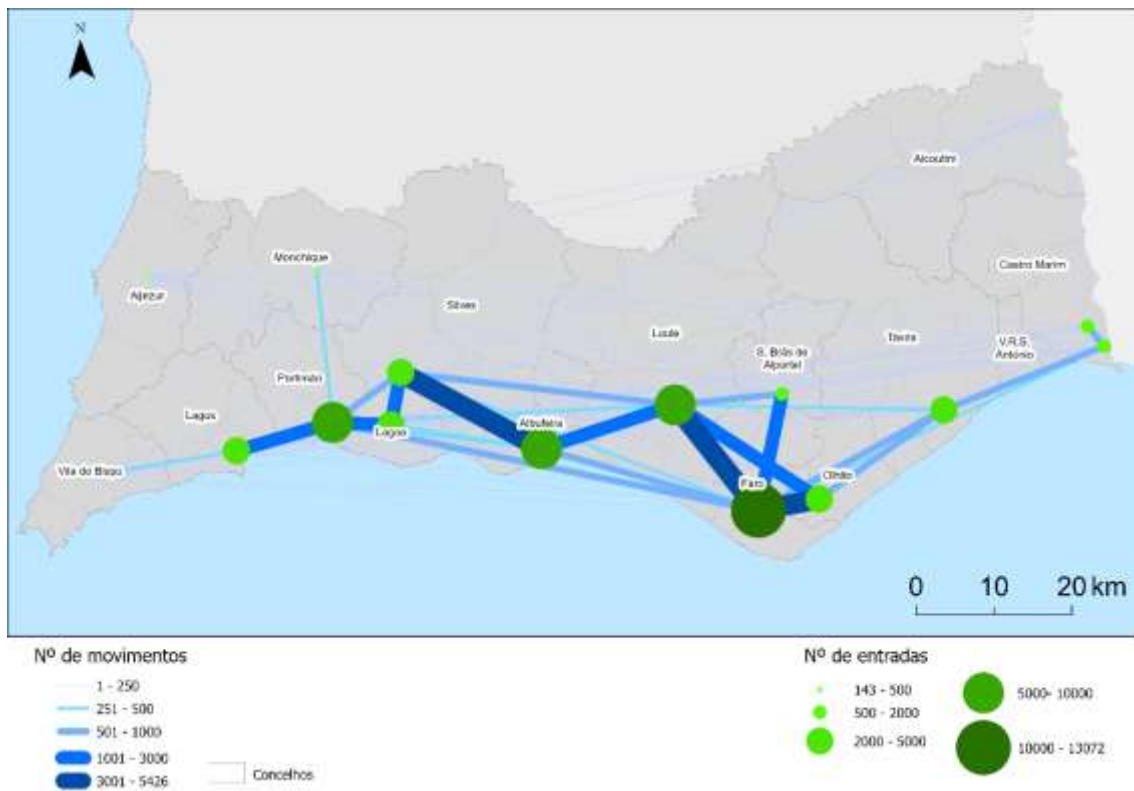 N
Alcoutim
Monchique
Castro Marim
Aljezur
Silves
Loulé
Tavira
S. Brás de
Alportel
V.R.S.
António
Portimão
Lagos
Albufeira
Lagoa
Vila do Bispo
Olhão
Faro
0 10 20 km
Nº de movimentos
1 - 250
251 - 500
501 - 1000
1001 - 3000
3001 - 5426
Concelhos
Nº de entradas
143 - 500
500 - 2000
2000 - 5000
5000- 10000
10000 - 13072